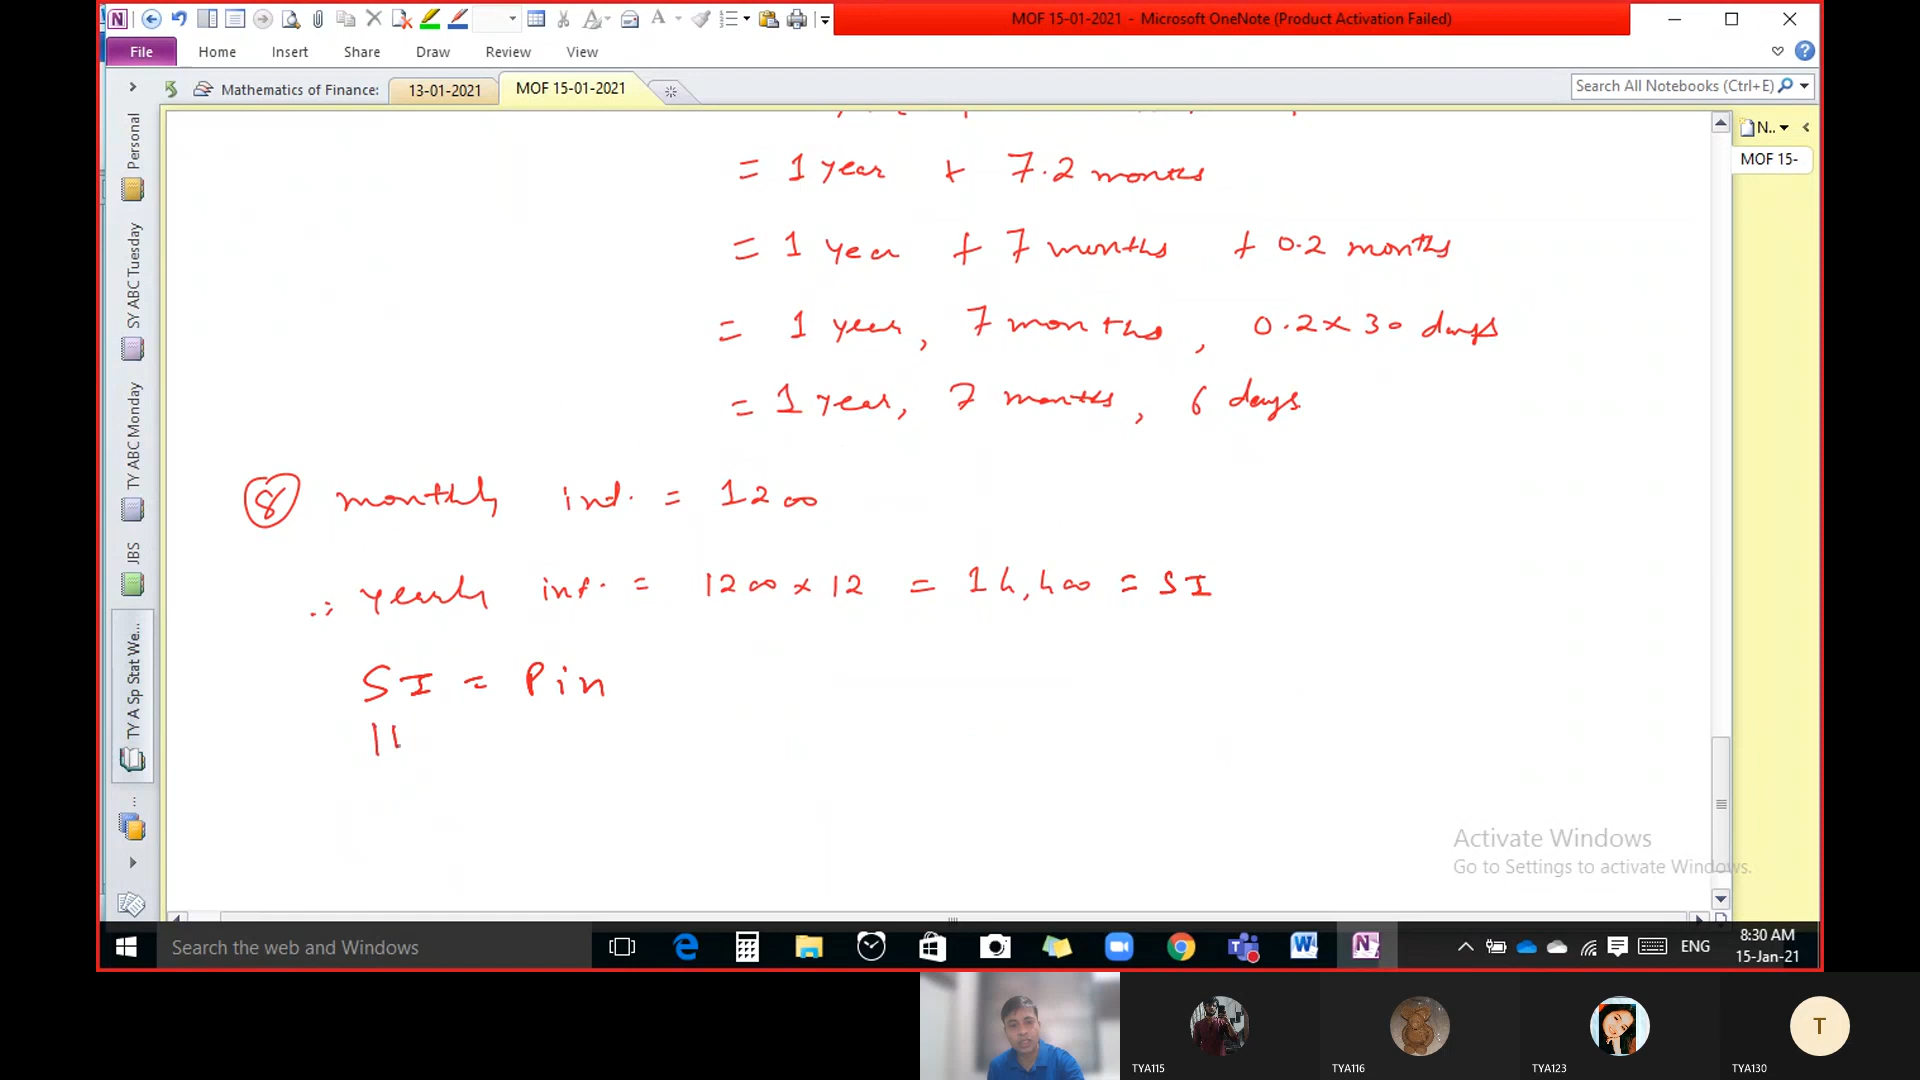 MOF 15-01-2021 - Microsoft OneNote (Product Activation Failed)
File Home Insert Share Draw Review View
Mathematics of Finance: 13-01-2021 MOF 15-01-2021
Search All Notebooks (Ctrl+E)
N..
MOF 15-
Personal
SY ABC Tuesday
TY ABC Monday
JBS
TY A Sp Stat We...
...
= 1 year + 7.2 months
= 1 year + 7 months + 0.2 months
= 1 year, 7 months, 0.2 x 30 days
= 1 year, 7 months, 6 days
8 monthly int. = 1200
∴ yearly int. = 1200 x 12 = 14,400 = SI
SI = Pin
Activate Windows
Go to Settings to activate Windows.
Search the web and Windows
ENG
8:30 AM
15-Jan-21
T
TYA115 TYA116 TYA123 TYA130